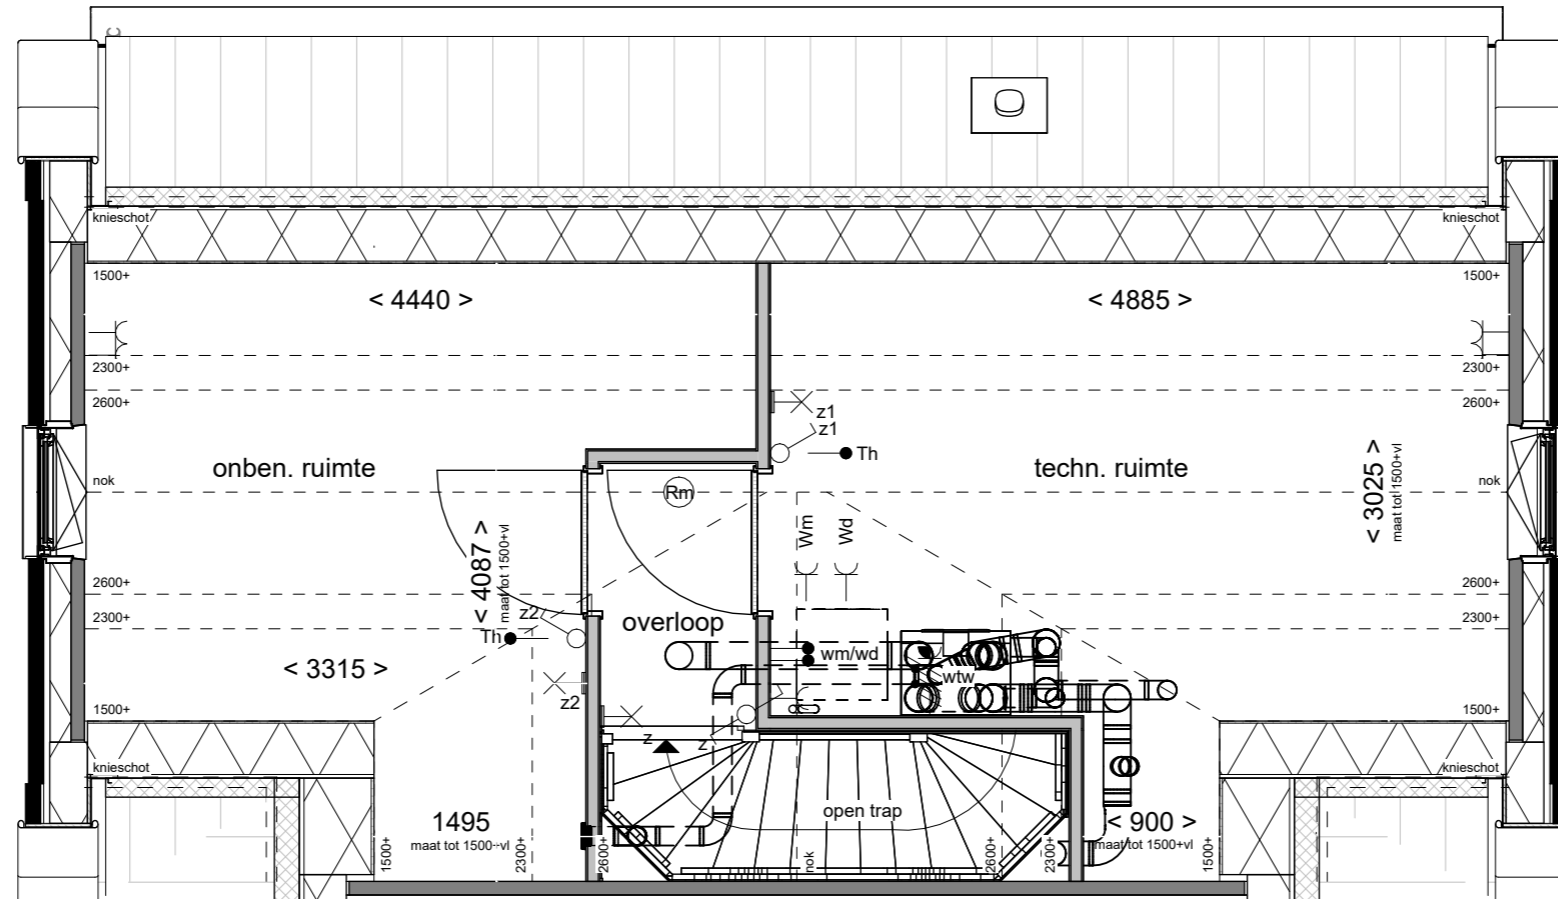 knieschot
knieschot
1500+
1500+
< 4440 >
< 4885 >
2300+
2300+
2600+
2600+
z1
z1
Th
onben. ruimte
techn. ruimte
nok
nok
Rm
< 3025 >
maat tot 1500+vl
Wm
Wd
< 4087 >
maat tot 1500+vl
2600+
2600+
2300+
2300+
z2
overloop
Th
wm/wd
wtw
< 3315 >
z2
1500+
1500+
z
z
knieschot
knieschot
open trap
1495
maat tot 1500+vl
< 900 >
maat tot 1500+vl
1500+
2300+
2600+
nok
2600+
2300+
1500+